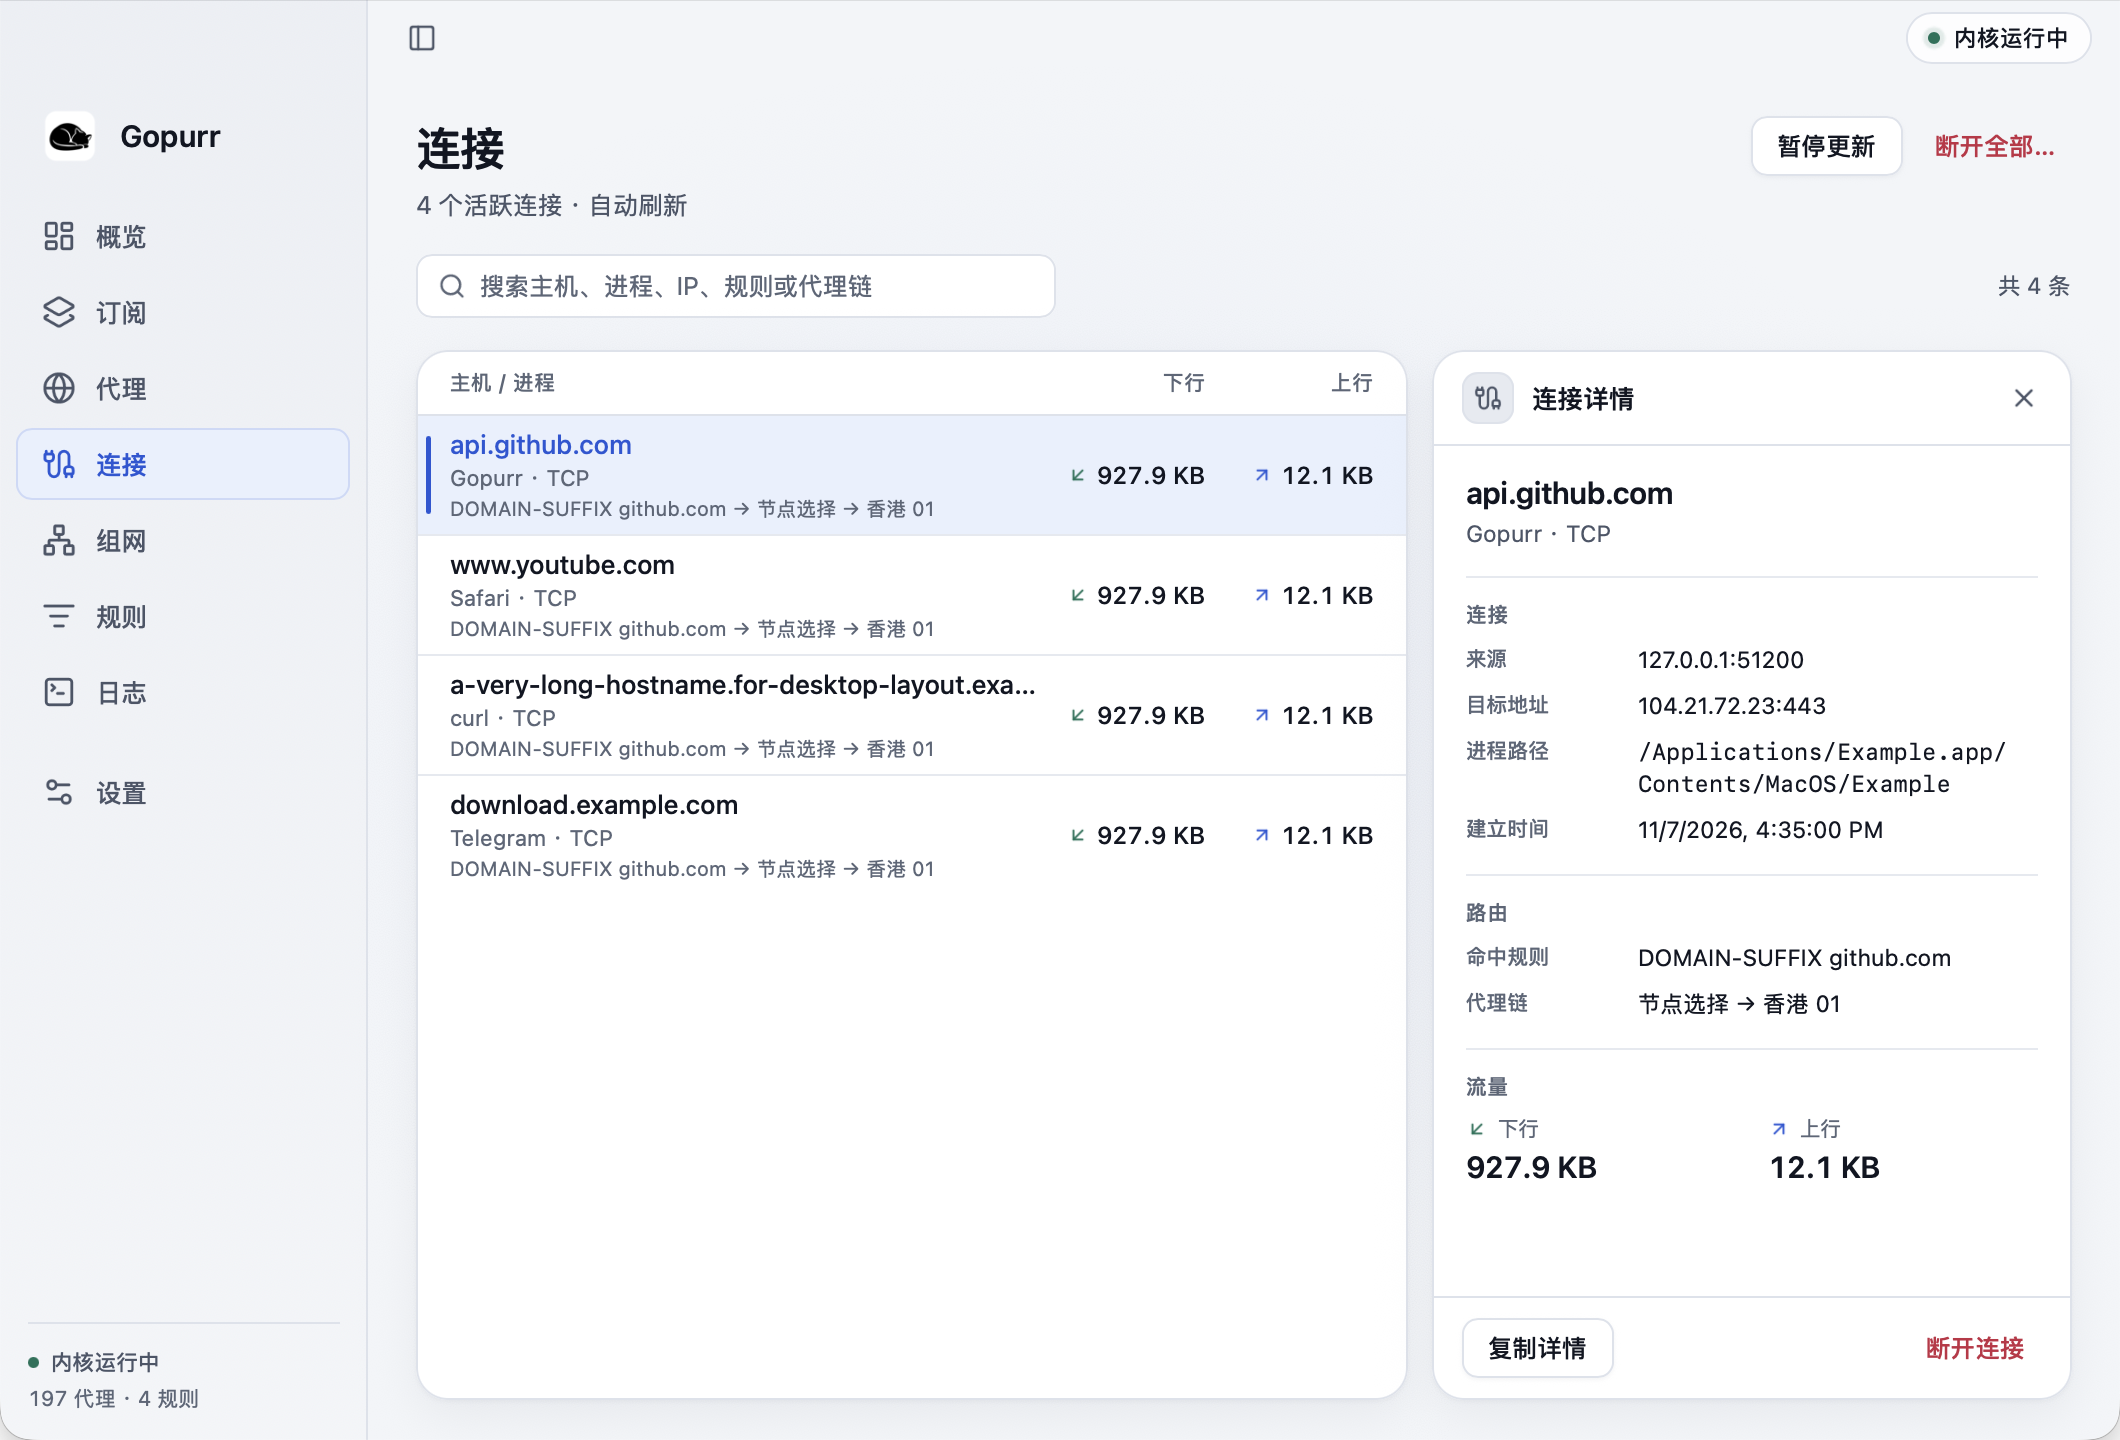 内核运行中
Gopurr
概览
订阅
代理
连接
组网
规则
日志
设置
内核运行中
197 代理 · 4 规则
连接
4 个活跃连接 · 自动刷新
暂停更新
断开全部...
搜索主机、进程、IP、规则或代理链
共 4 条
主机 / 进程 下行 上行
api.github.com
Gopurr · TCP
927.9 KB 12.1 KB
DOMAIN-SUFFIX github.com → 节点选择 → 香港 01
www.youtube.com
Safari · TCP
927.9 KB 12.1 KB
DOMAIN-SUFFIX github.com → 节点选择 → 香港 01
a-very-long-hostname.for-desktop-layout.exa...
curl · TCP
927.9 KB 12.1 KB
DOMAIN-SUFFIX github.com → 节点选择 → 香港 01
download.example.com
Telegram · TCP
927.9 KB 12.1 KB
DOMAIN-SUFFIX github.com → 节点选择 → 香港 01
连接详情
api.github.com
Gopurr · TCP
连接
来源 127.0.0.1:51200
目标地址 104.21.72.23:443
进程路径 /Applications/Example.app/
Contents/MacOS/Example
建立时间 11/7/2026, 4:35:00 PM
路由
命中规则 DOMAIN-SUFFIX github.com
代理链 节点选择 → 香港 01
流量
下行 上行
927.9 KB 12.1 KB
复制详情 断开连接